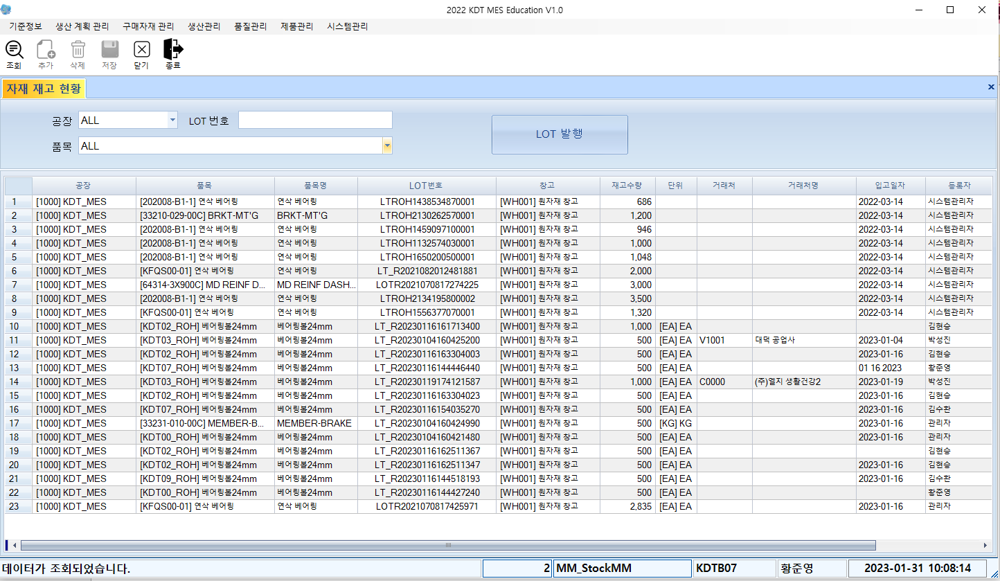 2022 KDT MES Education V1.0
기준정보 생산 계획 관리 구매자재 관리 생산관리 품질관리 제품관리 시스템관리
조회 추가 삭제 저장 닫기 종료
자재 재고 현황
공장 ALL LOT 번호
LOT 발행
품목 ALL
공장 품목 품목명 LOT번호 창고 재고수량 단위 거래처 거래처명 입고일자 등록자
1 [1000] KDT_MES [202008-B1-1] 연삭 베어링 연삭 베어링 LTROH1438534870001 [WH001] 원자재 창고 686 2022-03-14 시스템관리자
2 [1000] KDT_MES [33210-029-00C] BRKT-MT'G BRKT-MT'G LTROH2130262570001 [WH001] 원자재 창고 1,200 2022-03-14 시스템관리자
3 [1000] KDT_MES [202008-B1-1] 연삭 베어링 연삭 베어링 LTROH1459097100001 [WH001] 원자재 창고 946 2022-03-14 시스템관리자
4 [1000] KDT_MES [202008-B1-1] 연삭 베어링 연삭 베어링 LTROH1132574030001 [WH001] 원자재 창고 1,000 2022-03-14 시스템관리자
5 [1000] KDT_MES [202008-B1-1] 연삭 베어링 연삭 베어링 LTROH1650200500001 [WH001] 원자재 창고 1,048 2022-03-14 시스템관리자
6 [1000] KDT_MES [KFQS00-01] 연삭 베어링 연삭 베어링 LT_R2021082012481881 [WH001] 원자재 창고 2,000 2022-03-14 시스템관리자
7 [1000] KDT_MES [64314-3X900C] MD REINF D... MD REINF DASH... LOTR2021070817274225 [WH001] 원자재 창고 3,000 2022-03-14 시스템관리자
8 [1000] KDT_MES [202008-B1-1] 연삭 베어링 연삭 베어링 LTROH2134195800002 [WH001] 원자재 창고 3,500 2022-03-14 시스템관리자
9 [1000] KDT_MES [KFQS00-01] 연삭 베어링 연삭 베어링 LTROH1556377070001 [WH001] 원자재 창고 1,320 2022-03-14 시스템관리자
10 [1000] KDT_MES [KDT02_ROH] 베어링볼24mm 베어링볼24mm LT_R20230116161713400 [WH001] 원자재 창고 1,000 [EA] EA 김현승
11 [1000] KDT_MES [KDT03_ROH] 베어링볼24mm 베어링볼24mm LT_R20230104160425200 [WH001] 원자재 창고 500 [EA] EA V1001 대덕 공업사 2023-01-04 박성진
12 [1000] KDT_MES [KDT02_ROH] 베어링볼24mm 베어링볼24mm LT_R20230116163304003 [WH001] 원자재 창고 500 [EA] EA 2023-01-16 김현승
13 [1000] KDT_MES [KDT07_ROH] 베어링볼24mm 베어링볼24mm LT_R20230116144446440 [WH001] 원자재 창고 500 [EA] EA 01 16 2023 황준영
14 [1000] KDT_MES [KDT03_ROH] 베어링볼24mm 베어링볼24mm LT_R20230119174121587 [WH001] 원자재 창고 1,000 [EA] EA C0000 (주)엘지 생활건강2 2023-01-19 박성진
15 [1000] KDT_MES [KDT02_ROH] 베어링볼24mm 베어링볼24mm LT_R20230116163304023 [WH001] 원자재 창고 500 [EA] EA 2023-01-16 김현승
16 [1000] KDT_MES [KDT07_ROH] 베어링볼24mm 베어링볼24mm LT_R20230116154035270 [WH001] 원자재 창고 500 [EA] EA 2023-01-16 김수환
17 [1000] KDT_MES [33231-010-00C] MEMBER-B... MEMBER-BRAKE LT_R20230104160424990 [WH001] 원자재 창고 500 [KG] KG 2023-01-16 관리자
18 [1000] KDT_MES [KDT00_ROH] 베어링볼24mm 베어링볼24mm LT_R20230104160421480 [WH001] 원자재 창고 500 [EA] EA 2023-01-16 관리자
19 [1000] KDT_MES [KDT02_ROH] 베어링볼24mm 베어링볼24mm LT_R20230116162511367 [WH001] 원자재 창고 500 [EA] EA 김현승
20 [1000] KDT_MES [KDT02_ROH] 베어링볼24mm 베어링볼24mm LT_R20230116162511347 [WH001] 원자재 창고 500 [EA] EA 2023-01-16 김현승
21 [1000] KDT_MES [KDT09_ROH] 베어링볼24mm 베어링볼24mm LT_R20230116144518193 [WH001] 원자재 창고 500 [EA] EA 2023-01-16 김수환
22 [1000] KDT_MES [KDT00_ROH] 베어링볼24mm 베어링볼24mm LT_R20230116144427240 [WH001] 원자재 창고 500 [EA] EA 황준영
23 [1000] KDT_MES [KFQS00-01] 연삭 베어링 연삭 베어링 LOTR2021070817425971 [WH001] 원자재 창고 2,835 [EA] EA 2023-01-16 관리자
데이터가 조회되었습니다. 2 MM_StockMM KDTB07 황준영 2023-01-31 10:08:14